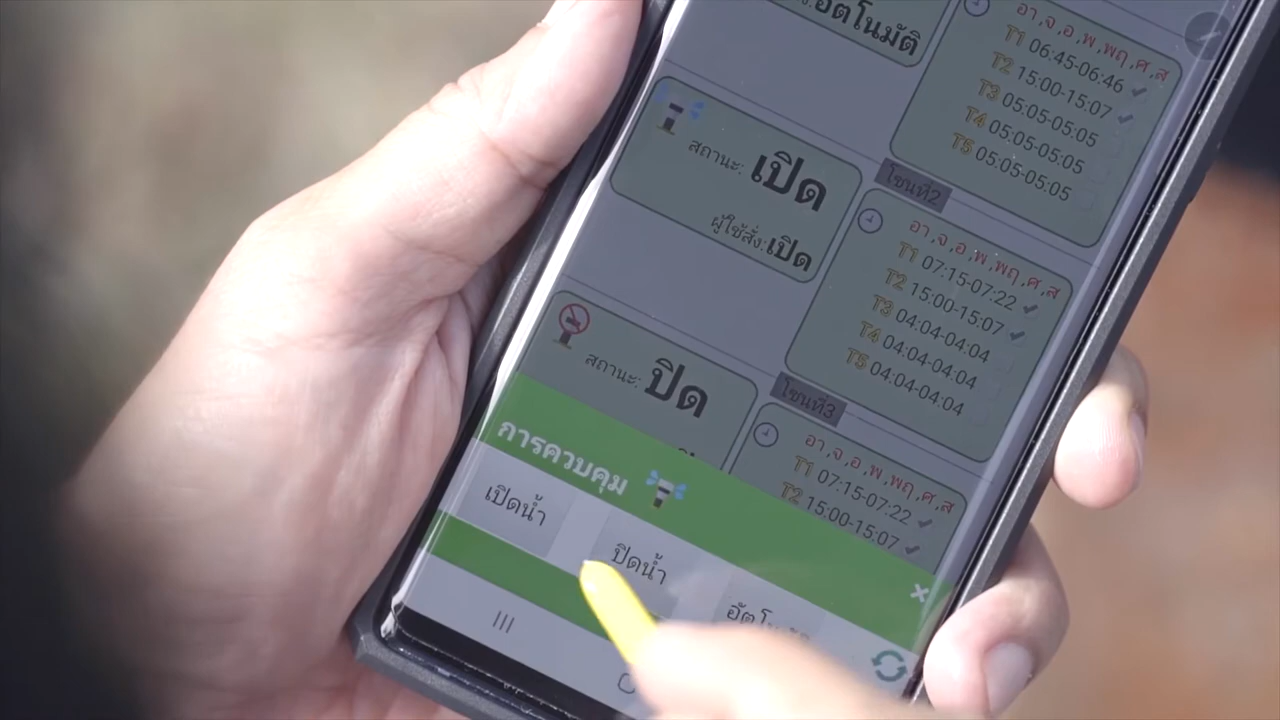 อัตโนมัติ
อา,จ,อ,พ,พฤ,ศ,ส
T1 06:45-06:46
T2 15:00-15:07
T3 05:05-05:05
T4 05:05-05:05
T5 05:05-05:05
สถานะ: เปิด
ผู้ใช้สั่ง:เปิด
โซนที่2
อา,จ,อ,พ,พฤ,ศ,ส
T1 07:15-07:22
T2 15:00-15:07
T3 04:04-04:04
T4 04:04-04:04
T5 04:04-04:04
สถานะ: ปิด
โซนที่3
อา,จ,อ,พ,พฤ,ศ,ส
T1 07:15-07:22
T2 15:00-15:07
การควบคุม
เปิดน้ำ
ปิดน้ำ